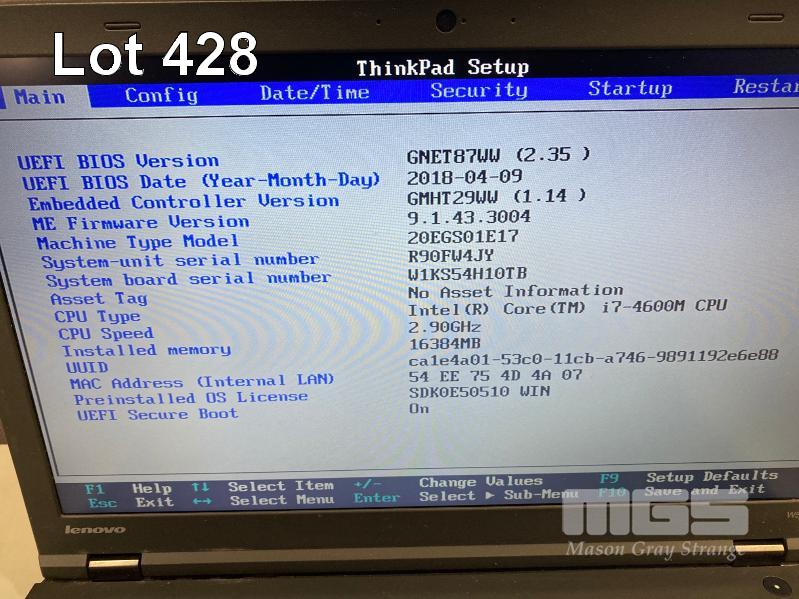 Lot 428
ThinkPad Setup
Main Config Date/Time Security Startup Restar
UEFI BIOS Version GNET87WW (2.35 )
UEFI BIOS Date (Year-Month-Day) 2018-04-09
Embedded Controller Version GMHT29WW (1.14 )
ME Firmware Version 9.1.43.3004
Machine Type Model 20EGS01E17
System-unit serial number R90FW4JY
System board serial number W1KS54H10TB
Asset Tag No Asset Information
CPU Type Intel(R) Core(TM) i7-4600M CPU
CPU Speed 2.90GHz
Installed memory 16384MB
UUID ca1e4a01-53c0-11cb-a746-9891192e6e88
MAC Address (Internal LAN) 54 EE 75 4D 4A 07
Preinstalled OS License SDK0E50510 WIN
UEFI Secure Boot On
F1 Help ↑↓ Select Item +/- Change Values F9 Setup Defaults
Esc Exit ↔ Select Menu Enter Select ▶ Sub-Menu F10 Save and Exit
lenovo
MGS
Mason Gray Strange